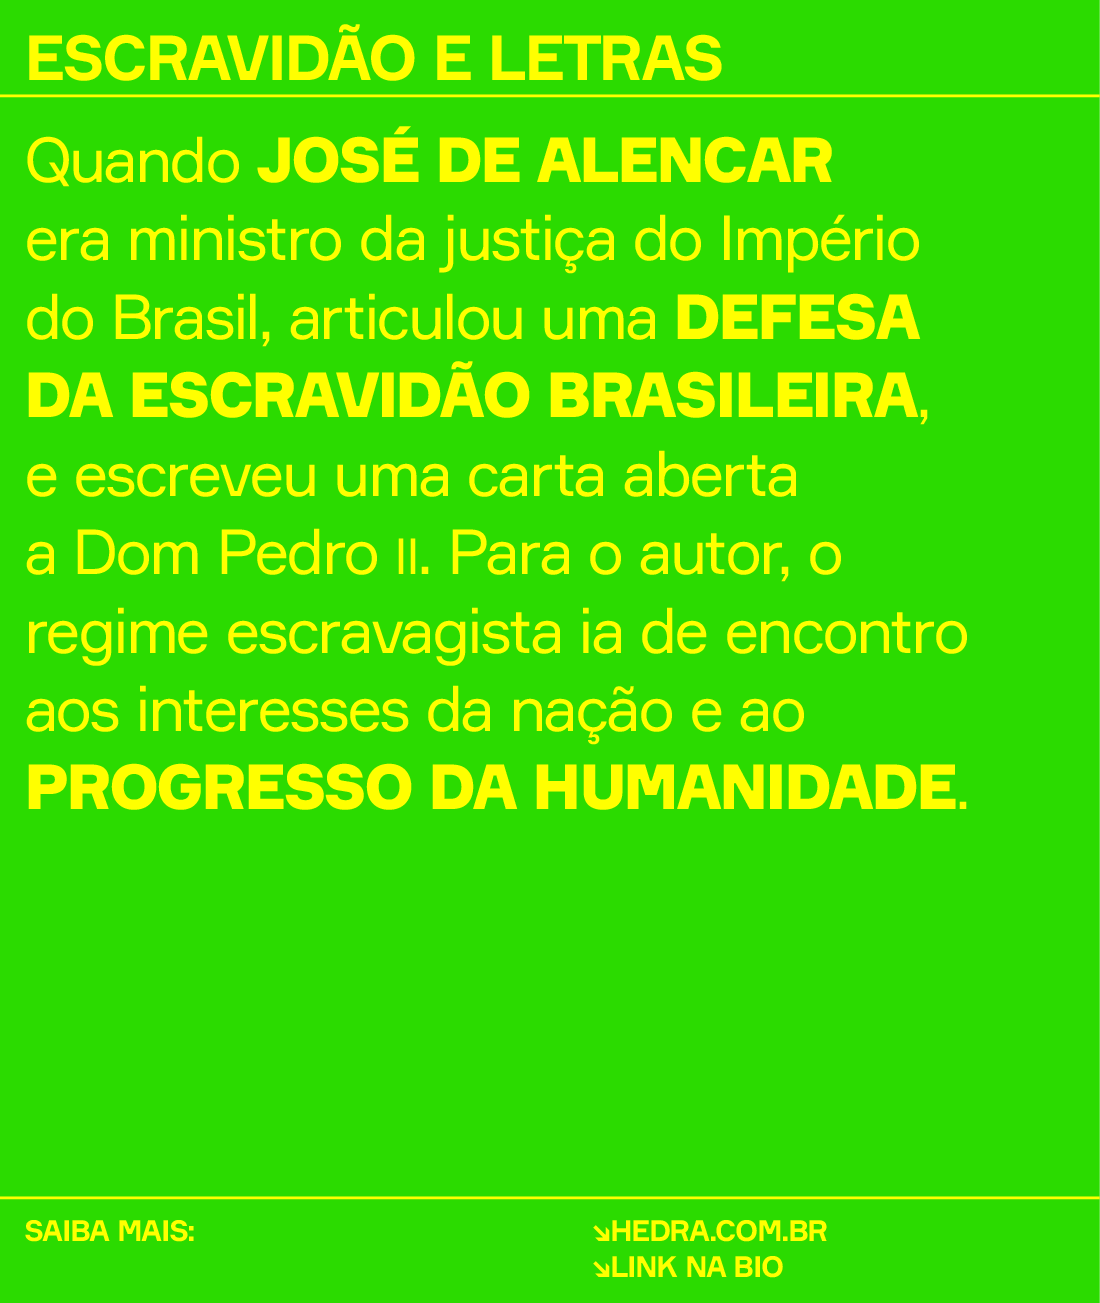 ESCRAVIDÃO E LETRAS
Quando JOSÉ DE ALENCAR
era ministro da justiça do Império
do Brasil, articulou uma DEFESA
DA ESCRAVIDÃO BRASILEIRA,
e escreveu uma carta aberta
a Dom Pedro II. Para o autor, o
regime escravagista ia de encontro
aos interesses da nação e ao
PROGRESSO DA HUMANIDADE.
SAIBA MAIS:
↘HEDRA.COM.BR
↘LINK NA BIO